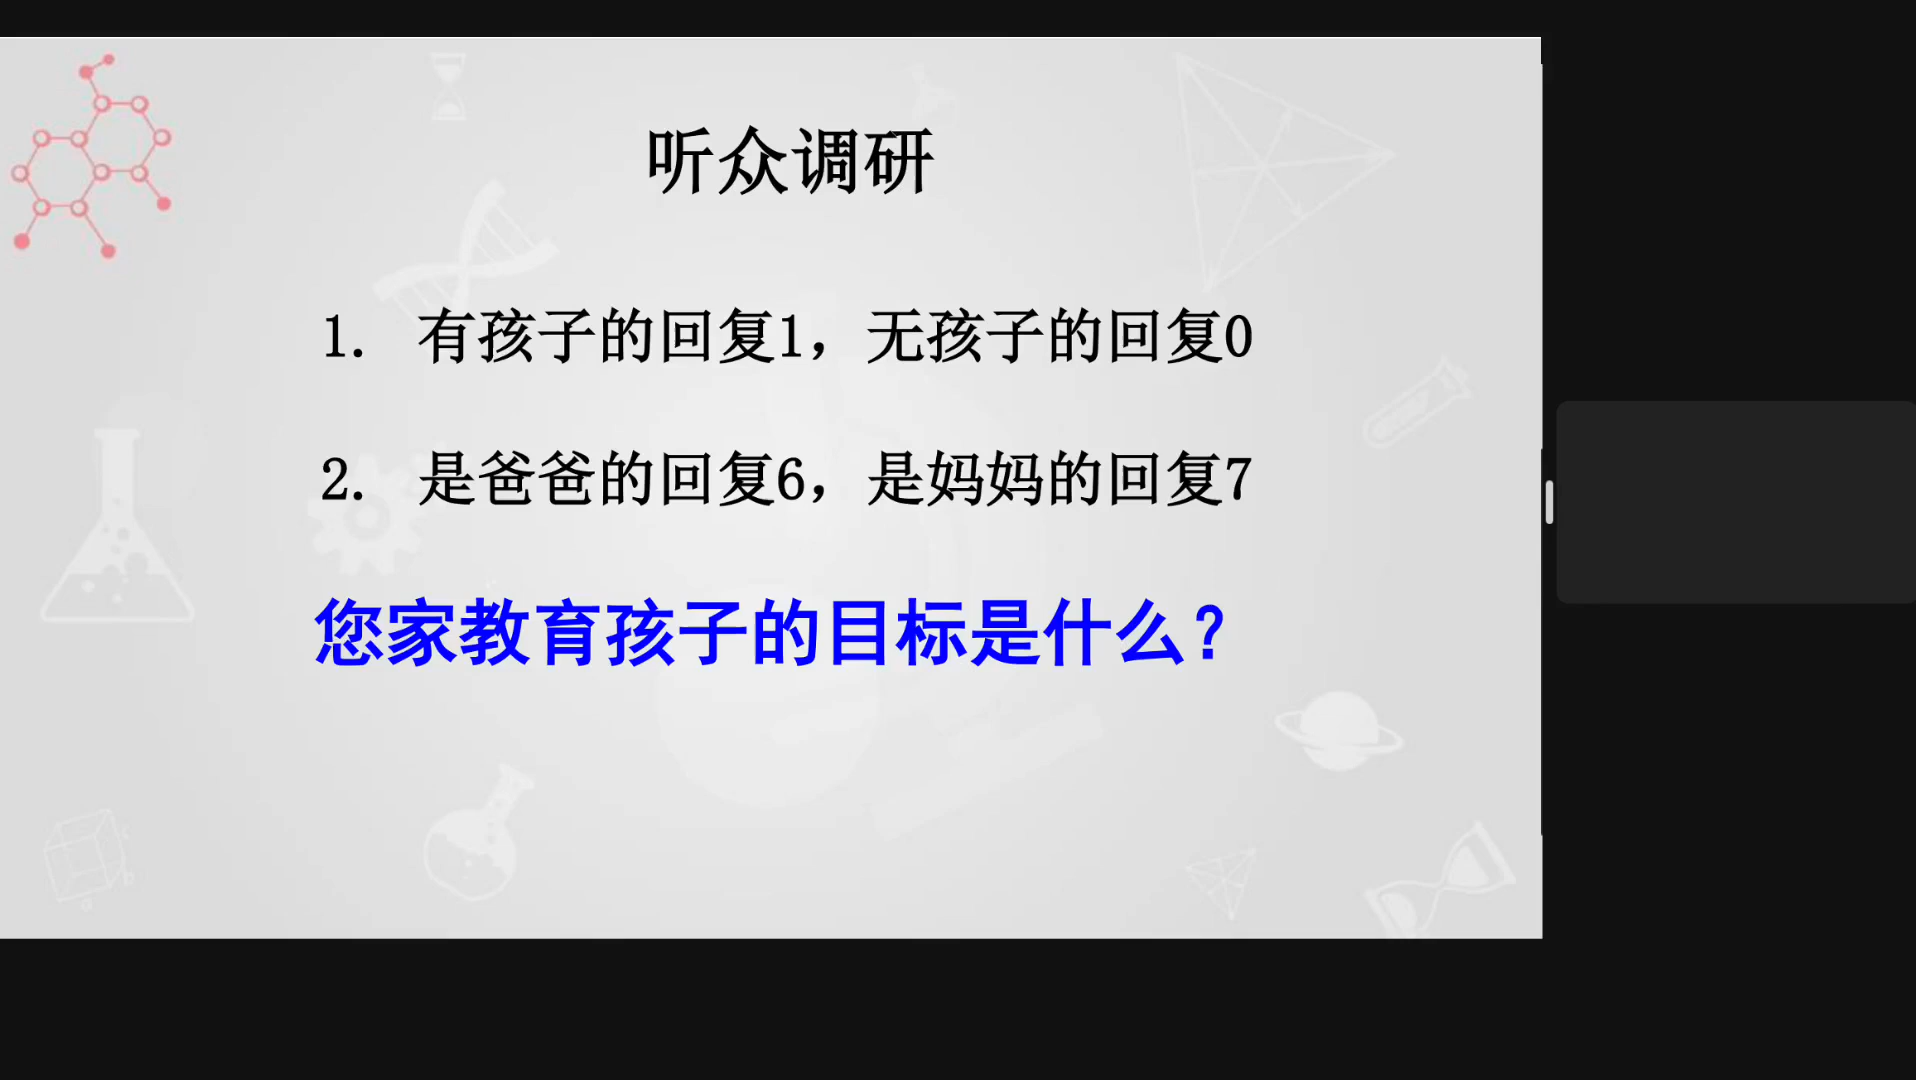 听众调研
1. 有孩子的回复1，无孩子的回复0
2. 是爸爸的回复6，是妈妈的回复7
您家教育孩子的目标是什么？